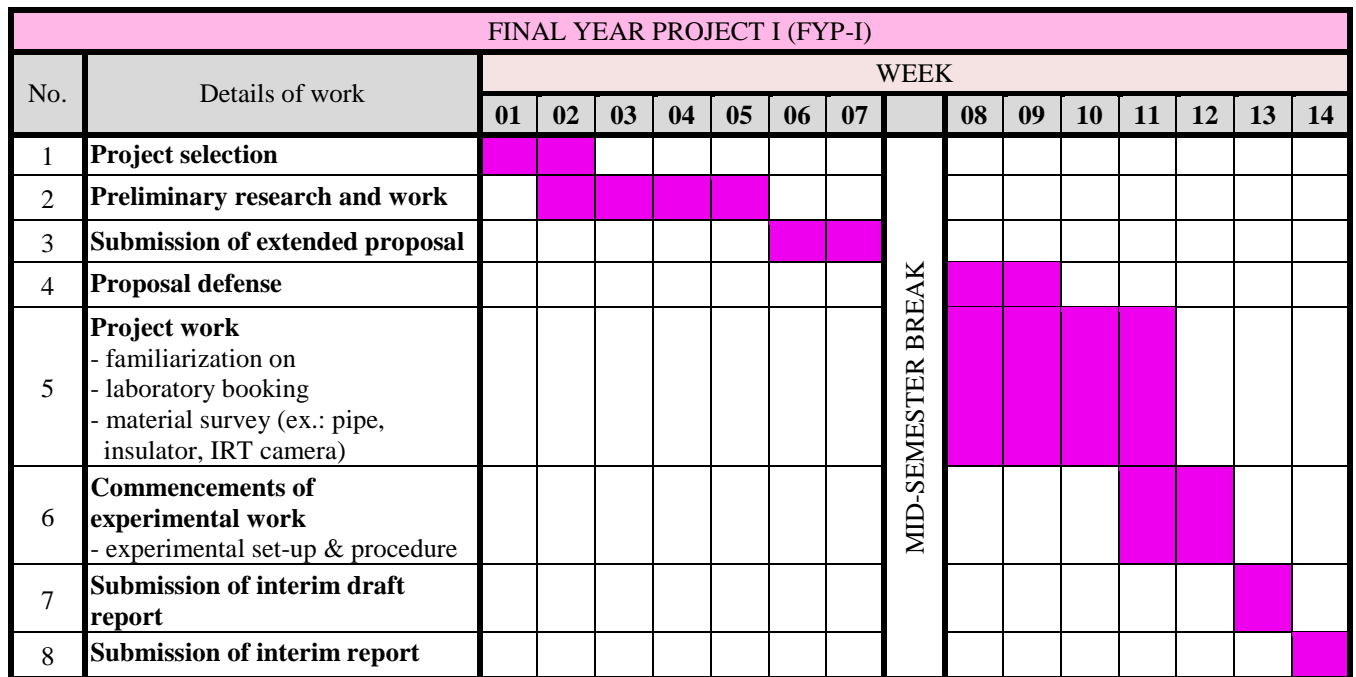 FINAL YEAR PROJECT I (FYP-I)
No. Details of work WEEK
01 02 03 04 05 06 07 08 09 10 11 12 13 14
MID-SEMESTER BREAK
1 Project selection
2 Preliminary research and work
3 Submission of extended proposal
4 Proposal defense
5 Project work
- familiarization on
- laboratory booking
- material survey (ex.: pipe,
insulator, IRT camera)
6 Commencements of
experimental work
- experimental set-up & procedure
7 Submission of interim draft
report
8 Submission of interim report